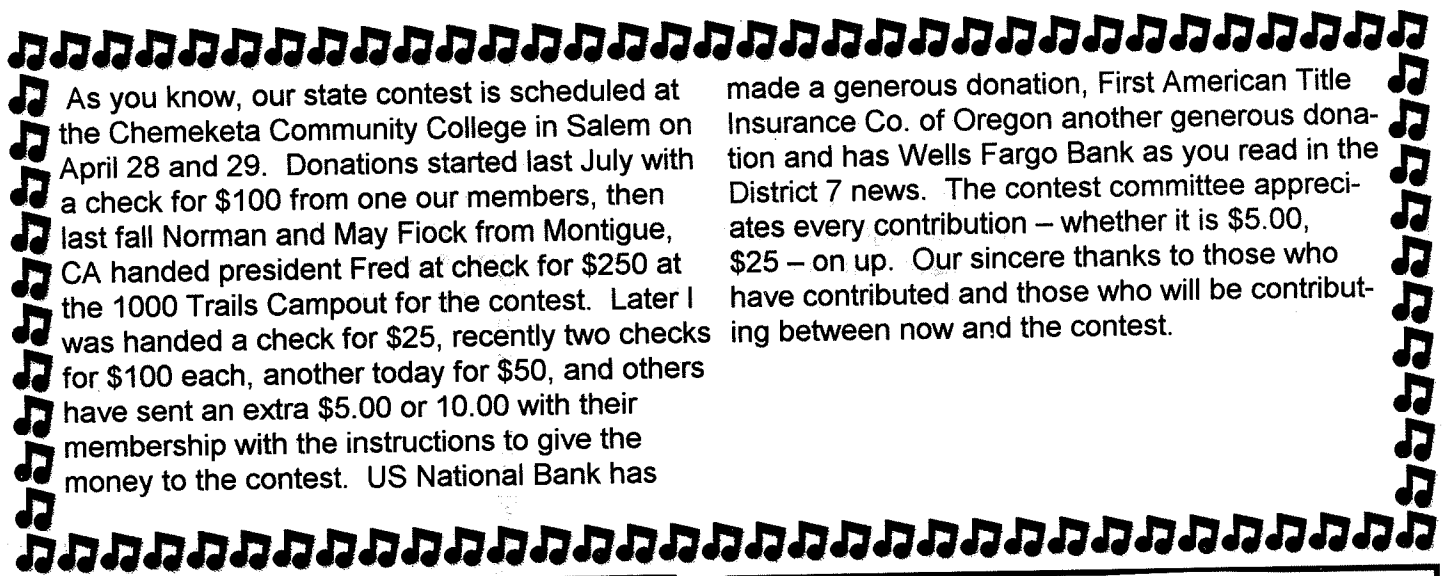 As you know, our state contest is scheduled at
the Chemeketa Community College in Salem on
April 28 and 29. Donations started last July with
a check for $100 from one our members, then
last fall Norman and May Fiock from Montigue,
CA handed president Fred at check for $250 at
the 1000 Trails Campout for the contest. Later I
was handed a check for $25, recently two checks
for $100 each, another today for $50, and others
have sent an extra $5.00 or 10.00 with their
membership with the instructions to give the
money to the contest. US National Bank has
made a generous donation, First American Title
Insurance Co. of Oregon another generous dona-
tion and has Wells Fargo Bank as you read in the
District 7 news. The contest committee appreci-
ates every contribution – whether it is $5.00,
$25 – on up. Our sincere thanks to those who
have contributed and those who will be contribut-
ing between now and the contest.